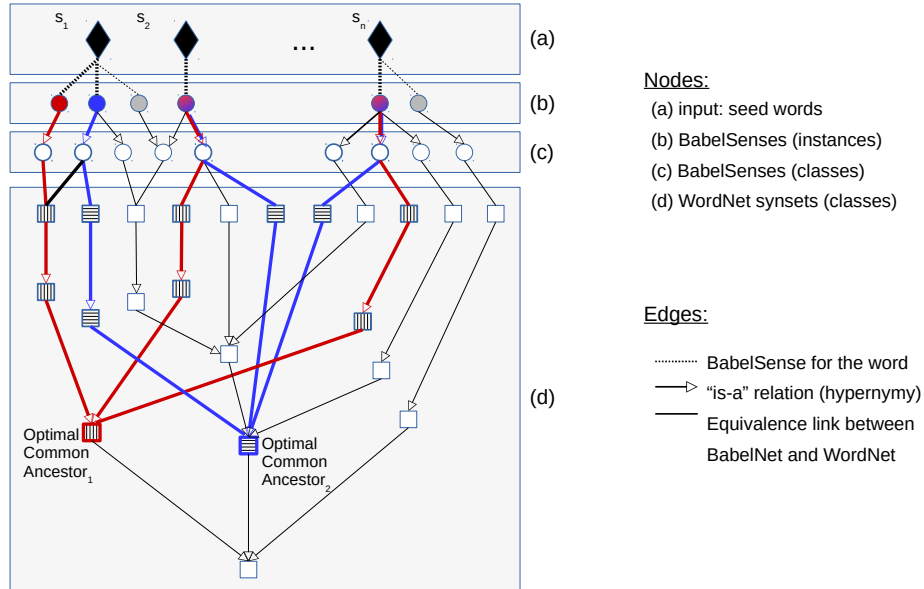 s1 s2 sn
...
(a)
(b)
(c)
(d)
Optimal
Common
Ancestor1
Optimal
Common
Ancestor2
Nodes:
(a) input: seed words
(b) BabelSenses (instances)
(c) BabelSenses (classes)
(d) WordNet synsets (classes)
Edges:
BabelSense for the word
“is-a” relation (hypernymy)
Equivalence link between
BabelNet and WordNet